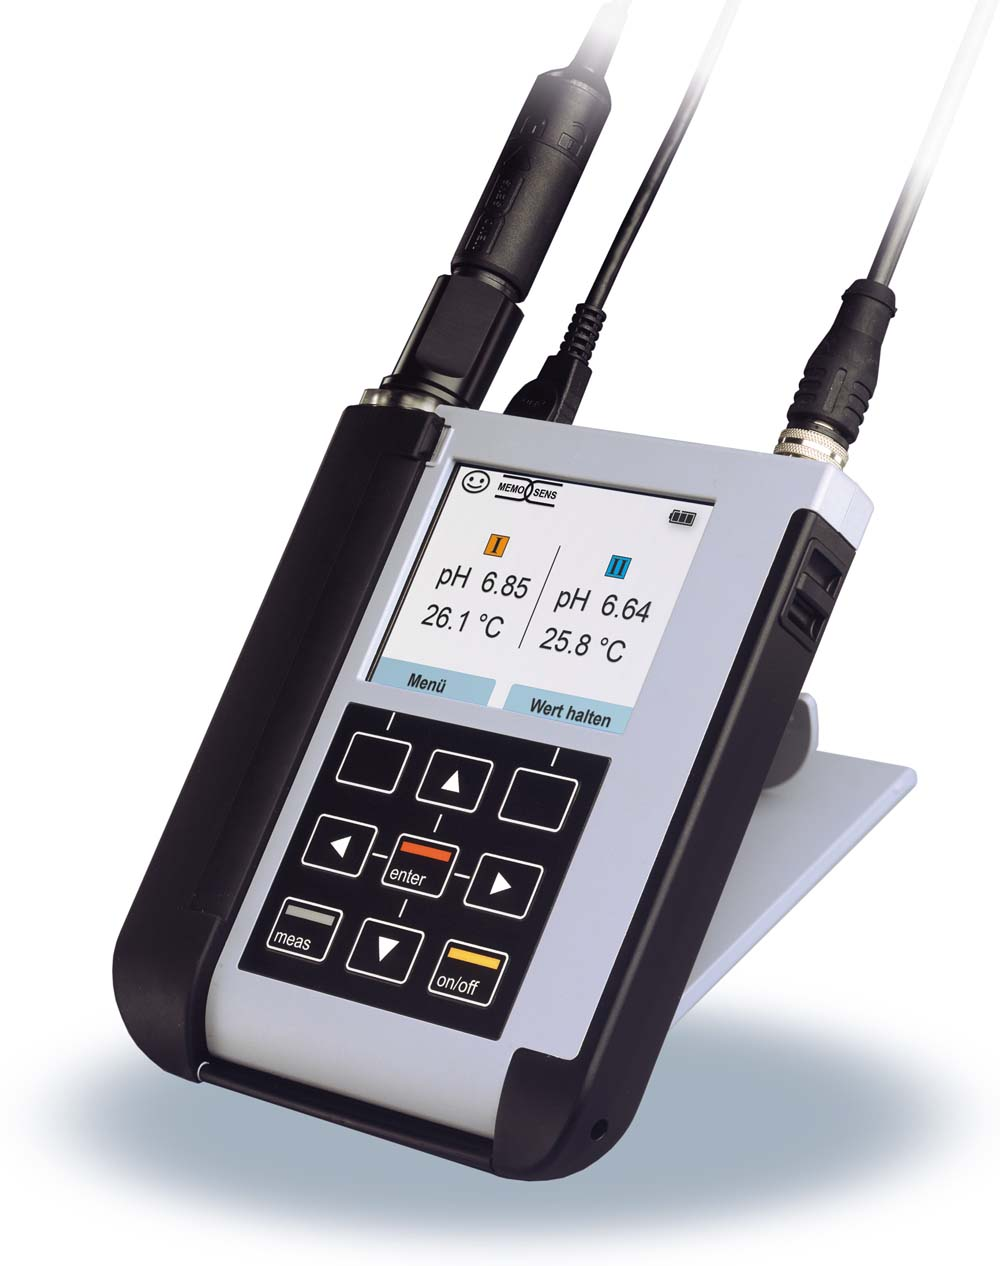 MEMO SENS
I
II
pH 6.85
pH 6.64
26.1 °C
25.8 °C
Menü
Wert halten
enter
meas
on/off